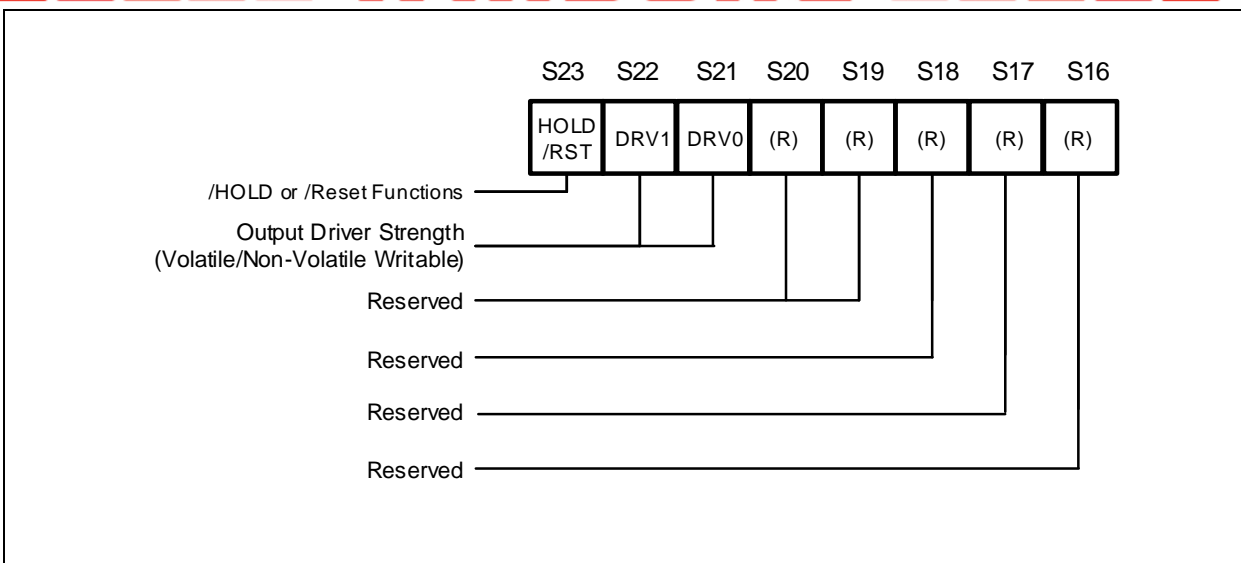 S23 S22 S21 S20 S19 S18 S17 S16
HOLD
/RST DRV1 DRV0 (R) (R) (R) (R) (R)
/HOLD or /Reset Functions
Output Driver Strength
(Volatile/Non-Volatile Writable)
Reserved
Reserved
Reserved
Reserved